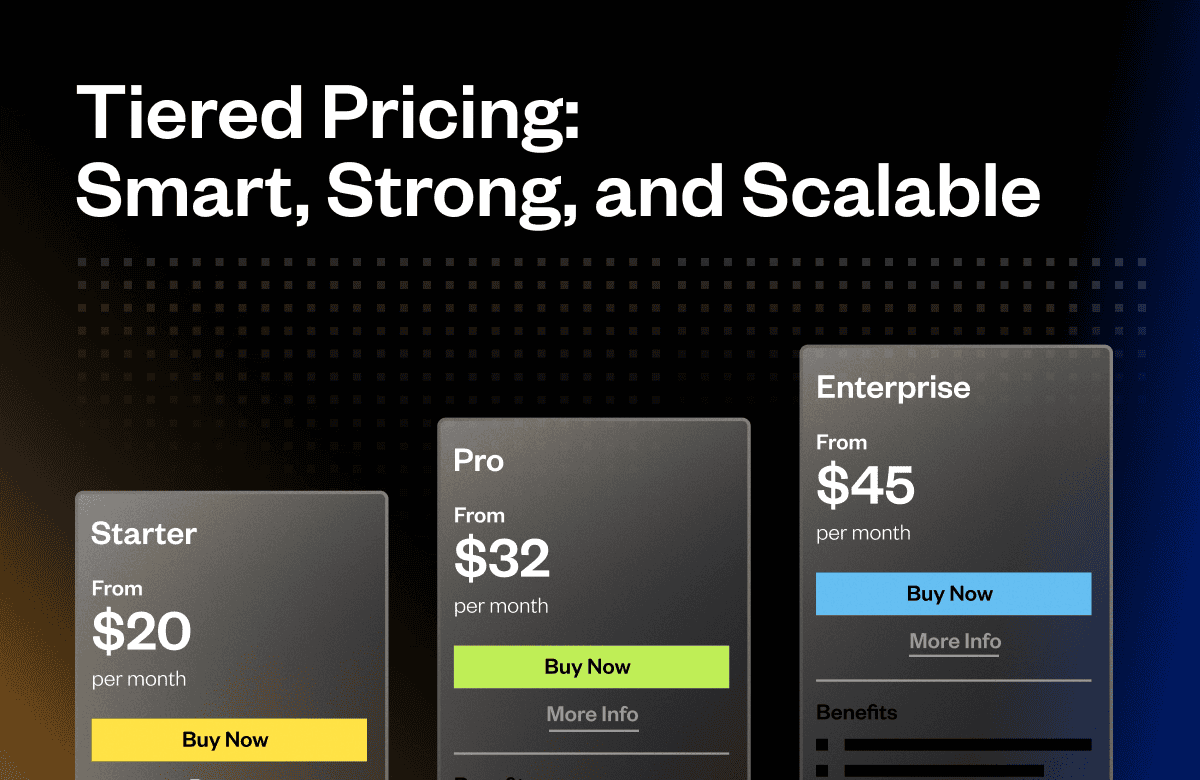 Tiered Pricing:
Smart, Strong, and Scalable
Starter
From
$20
per month
Buy Now
Pro
From
$32
per month
Buy Now
More Info
Enterprise
From
$45
per month
Buy Now
More Info
Benefits